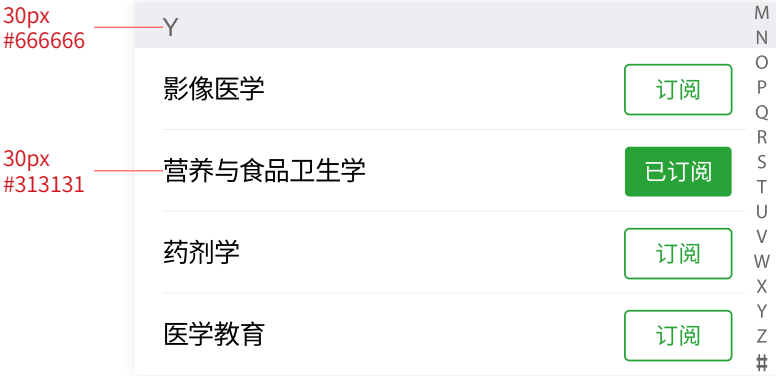 30px
#666666
Y
影像医学
订阅
30px
#313131
营养与食品卫生学
已订阅
药剂学
订阅
医学教育
订阅
M
N
O
P
Q
R
S
T
U
V
W
X
Y
Z
#